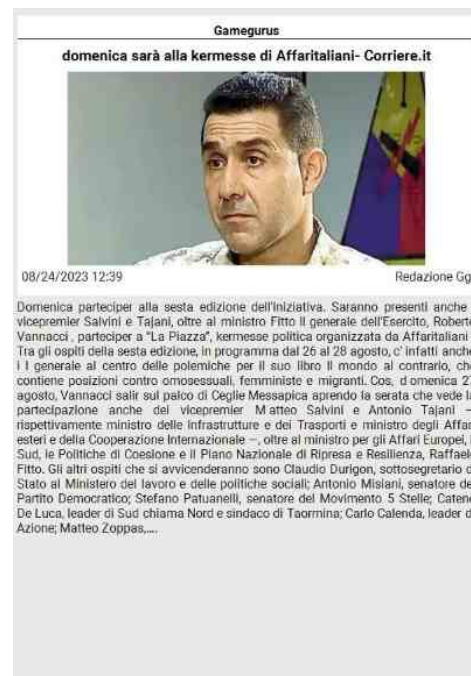 Gamegurus
domenica sarà alla kermesse di Affaritaliani- Corriere.it
08/24/2023 12:39
Redazione Gg
Domenica parteciper alla sesta edizione dell'iniziativa. Saranno presenti anche
vicepremier Salvini e Tajani, oltre al ministro Fitto Il generale dell'Esercito, Roberto
Vannacci , parteciper a "La Piazza", kermesse politica organizzata da Affaritaliani
Tra gli ospiti della sesta edizione, in programma dal 26 al 28 agosto, c' infatti anche
i l generale al centro delle polemiche per il suo libro Il mondo al contrario, che
contiene posizioni contro omosessuali, femministe e migranti. Cos, d omenica 27
agosto, Vannacci salir sul palco di Ceglie Messapica aprendo la serata che vede la
partecipazione anche dei vicepremier M atteo Salvini e Antonio Tajani –
rispettivamente ministro delle Infrastrutture e dei Trasporti e ministro degli Affar
esteri e della Cooperazione Internazionale –, oltre al ministro per gli Affari Europei,
Sud, le Politiche di Coesione e il Piano Nazionale di Ripresa e Resilienza, Raffaele
Fitto. Gli altri ospiti che si avvicenderanno sono Claudio Durigon, sottosegretario d
Stato al Ministero del lavoro e delle politiche sociali; Antonio Misiani, senatore de
Partito Democratico; Stefano Patuanelli, senatore del Movimento 5 Stelle; Cateno
De Luca, leader di Sud chiama Nord e sindaco di Taormina; Carlo Calenda, leader d
Azione; Matteo Zoppas,....